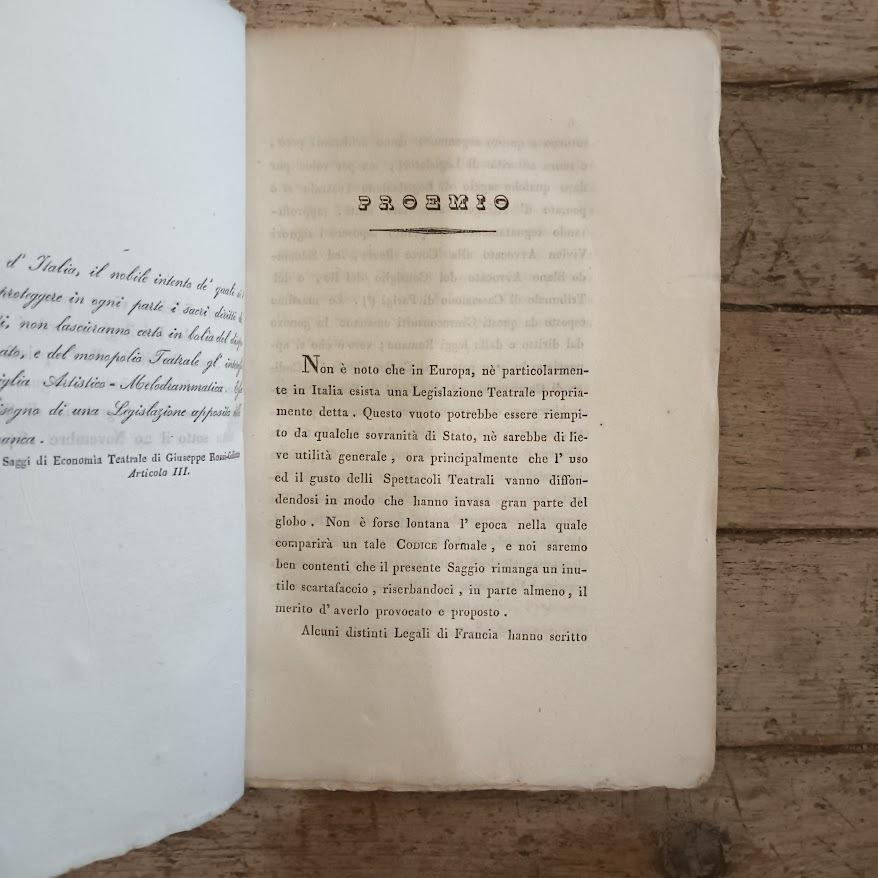 d' Italia, il nobile intento de' quali
proteggere in ogni parte i sacri diritti
non lascieranno certo in balia del
e del monopolio Teatrale gl'
Artistico - Melodrammatica.
di una Legislazione apposita
Saggi di Economia Teatrale di Giuseppe
Articolo III.
PROEMIO
Non è noto che in Europa, nè particolarmen-
te in Italia esista una Legislazione Teatrale propria-
mente detta . Questo vuoto potrebbe essere riempi-
to da qualche sovranità di Stato, nè sarebbe di lie-
ve utilità generale , ora principalmente che l' uso
ed il gusto delli Spettacoli Teatrali vanno diffon-
dendosi in modo che hanno invasa gran parte del
globo . Non è forse lontana l' epoca nella quale
comparirà un tale CODICE formale , e noi saremo
ben contenti che il presente Saggio rimanga un inu-
tile scartafaccio , riserbandoci , in parte almeno , il
merito d' averlo provocato e proposto .
Alcuni distinti Legali di Francia hanno scritto